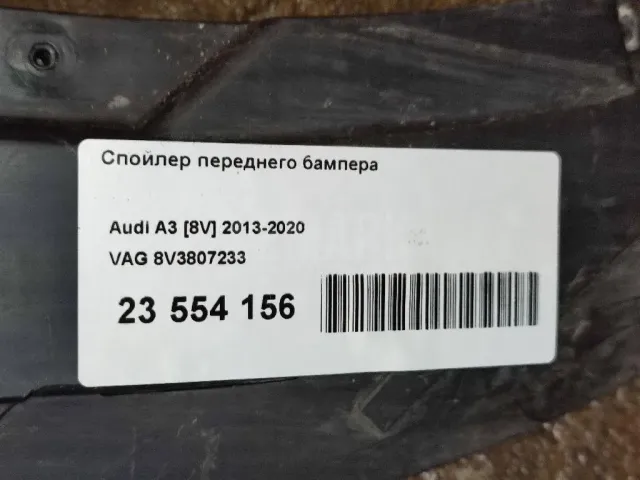 Спойлер переднего бампера
Audi A3 [8V] 2013-2020
VAG 8V3807233
23 554 156